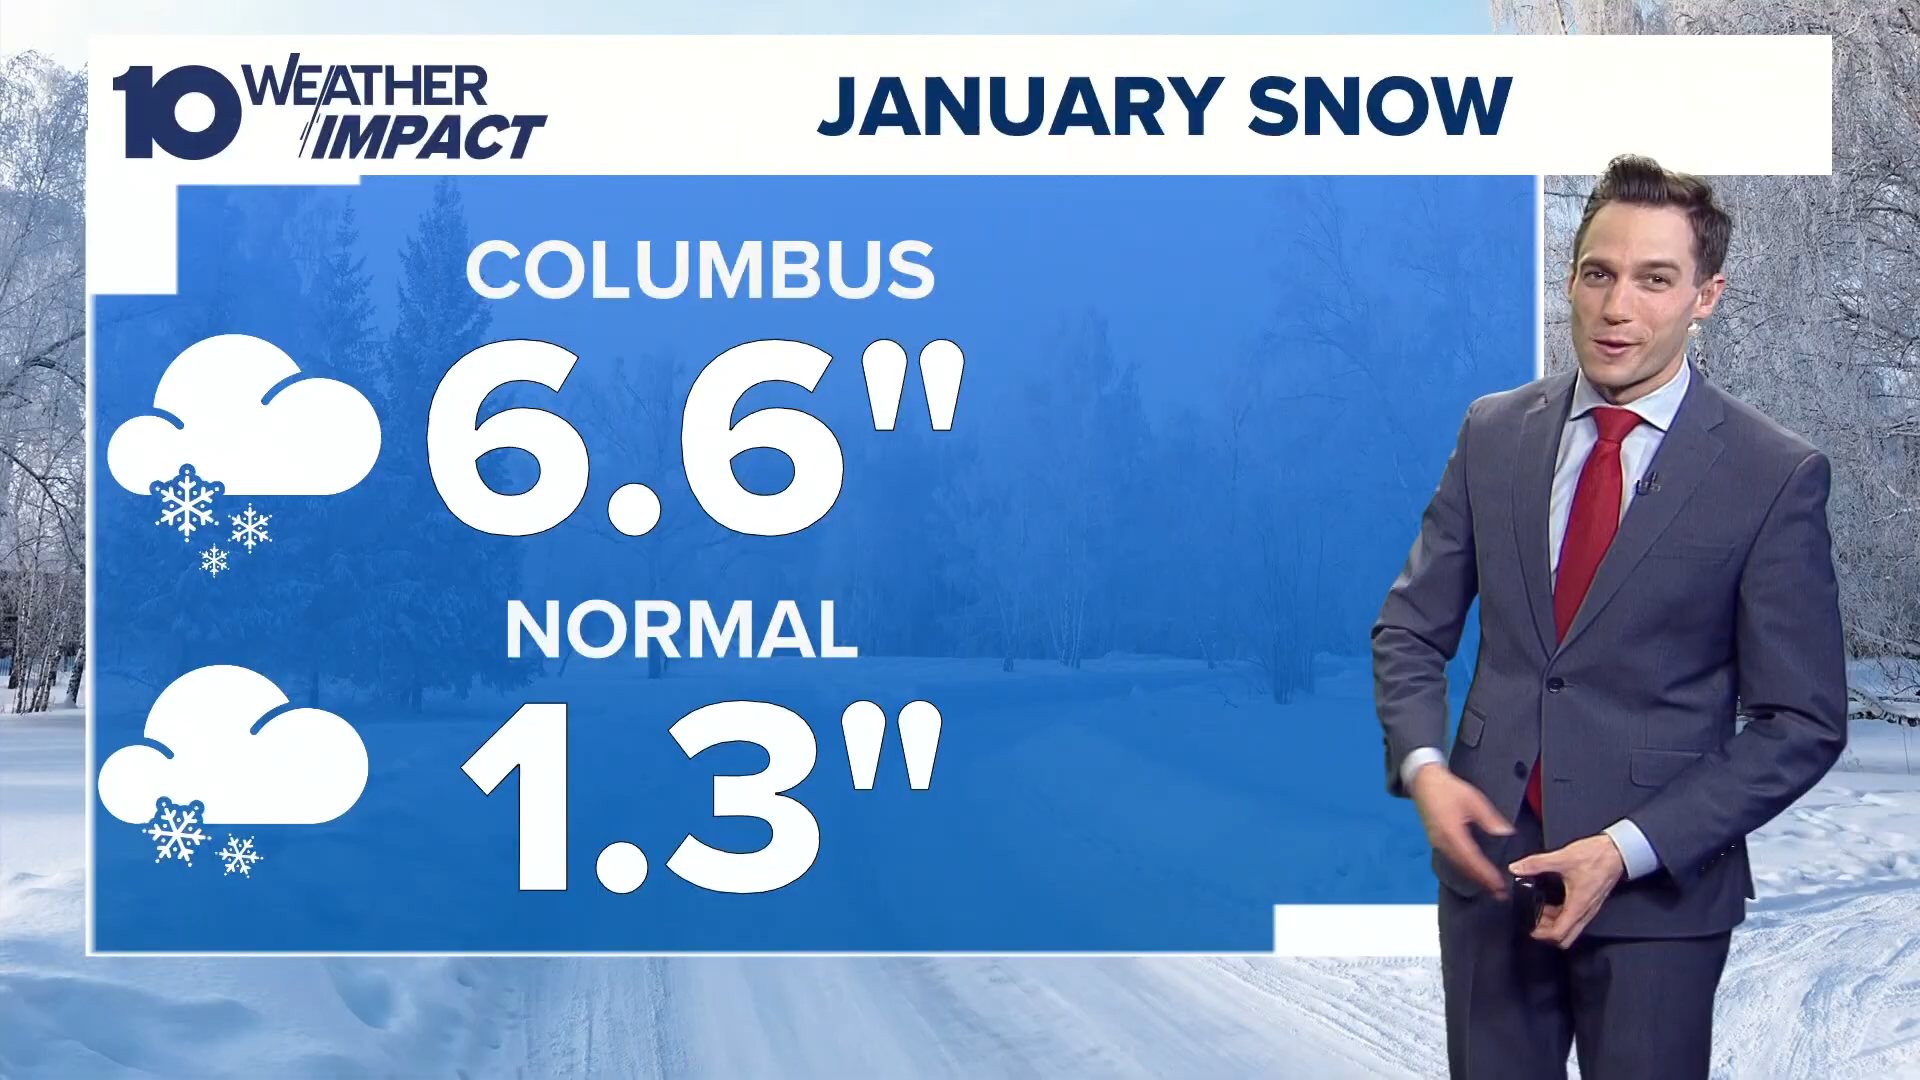 10 WEATHER IMPACT
JANUARY SNOW
COLUMBUS
6.6"
NORMAL
1.3"